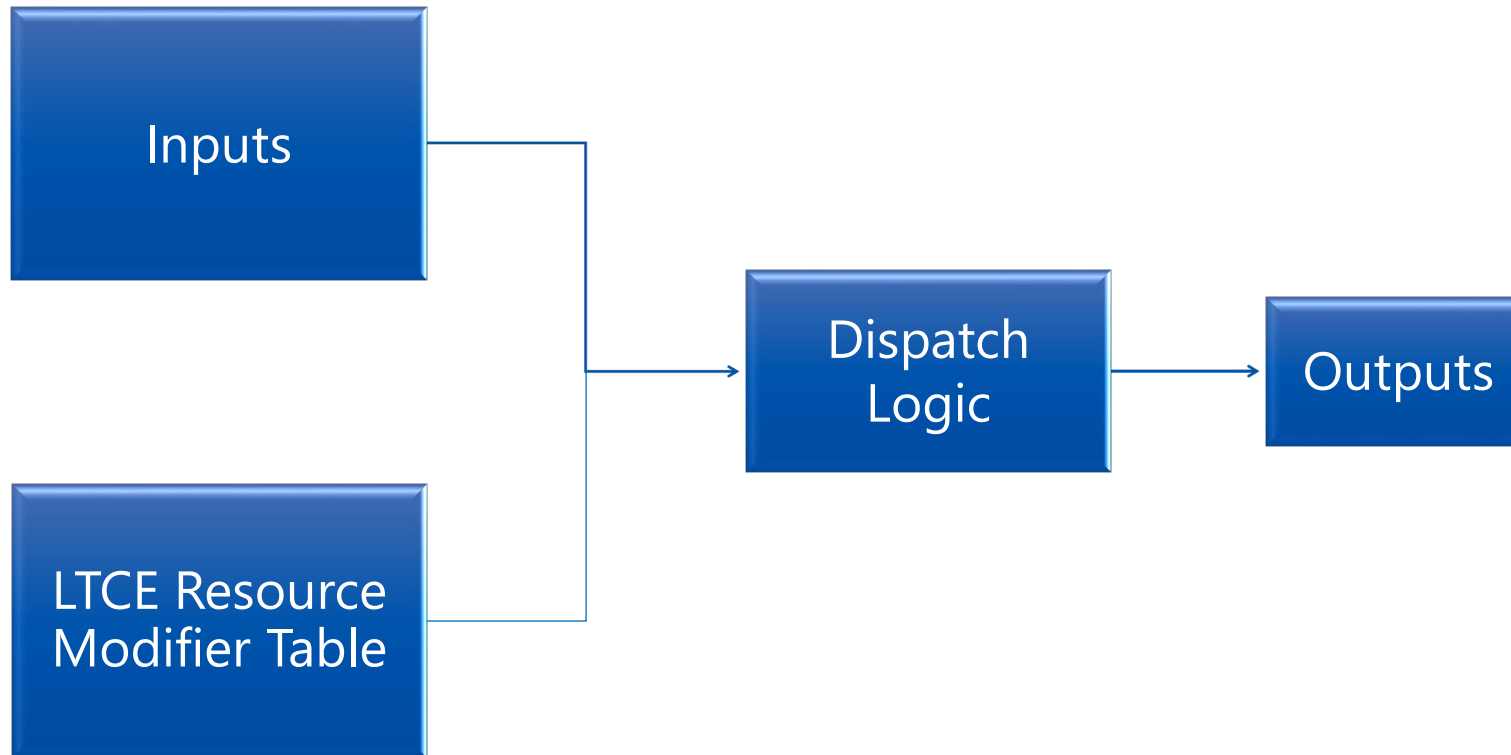 Inputs
Dispatch
Logic
Outputs
LTCE Resource
Modifier Table